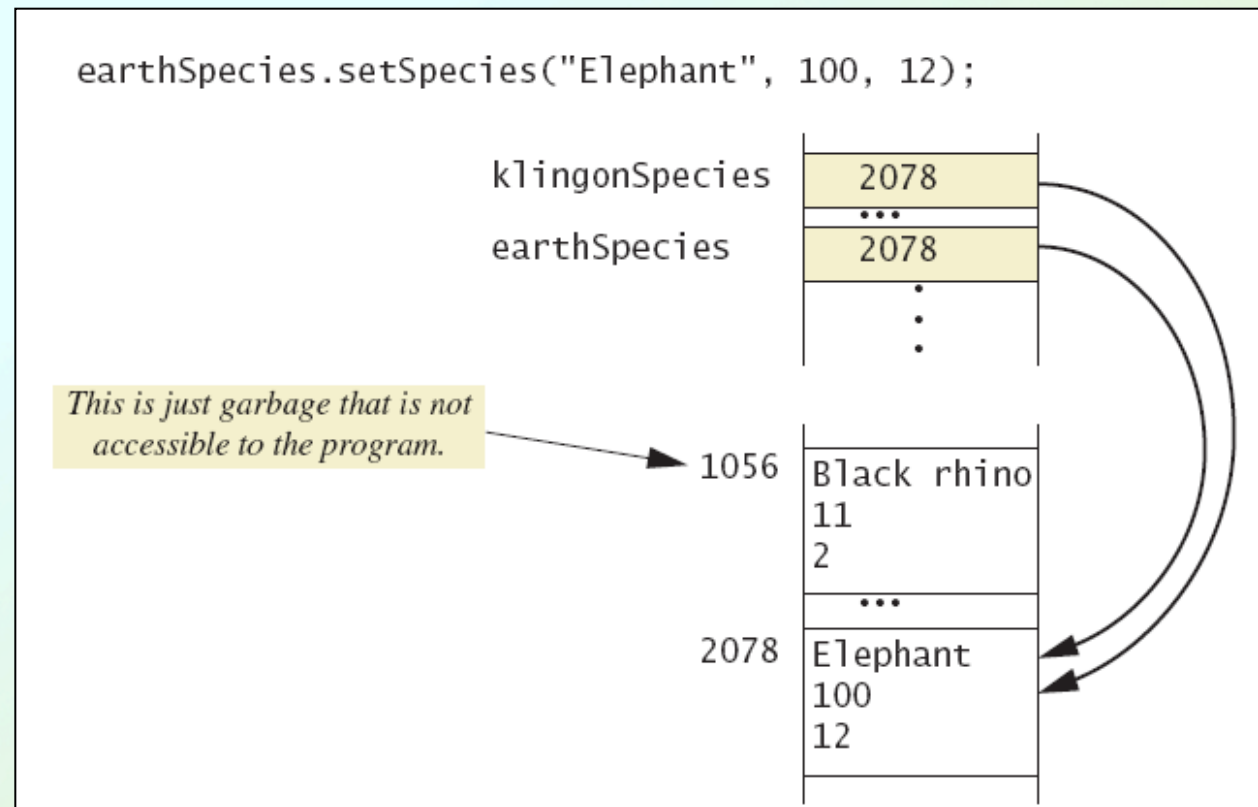 earthSpecies.setSpecies("Elephant", 100, 12);
klingonSpecies 2078
•••
earthSpecies 2078
This is just garbage that is not
accessible to the program.
1056 Black rhino
11
2
•••
2078 Elephant
100
12